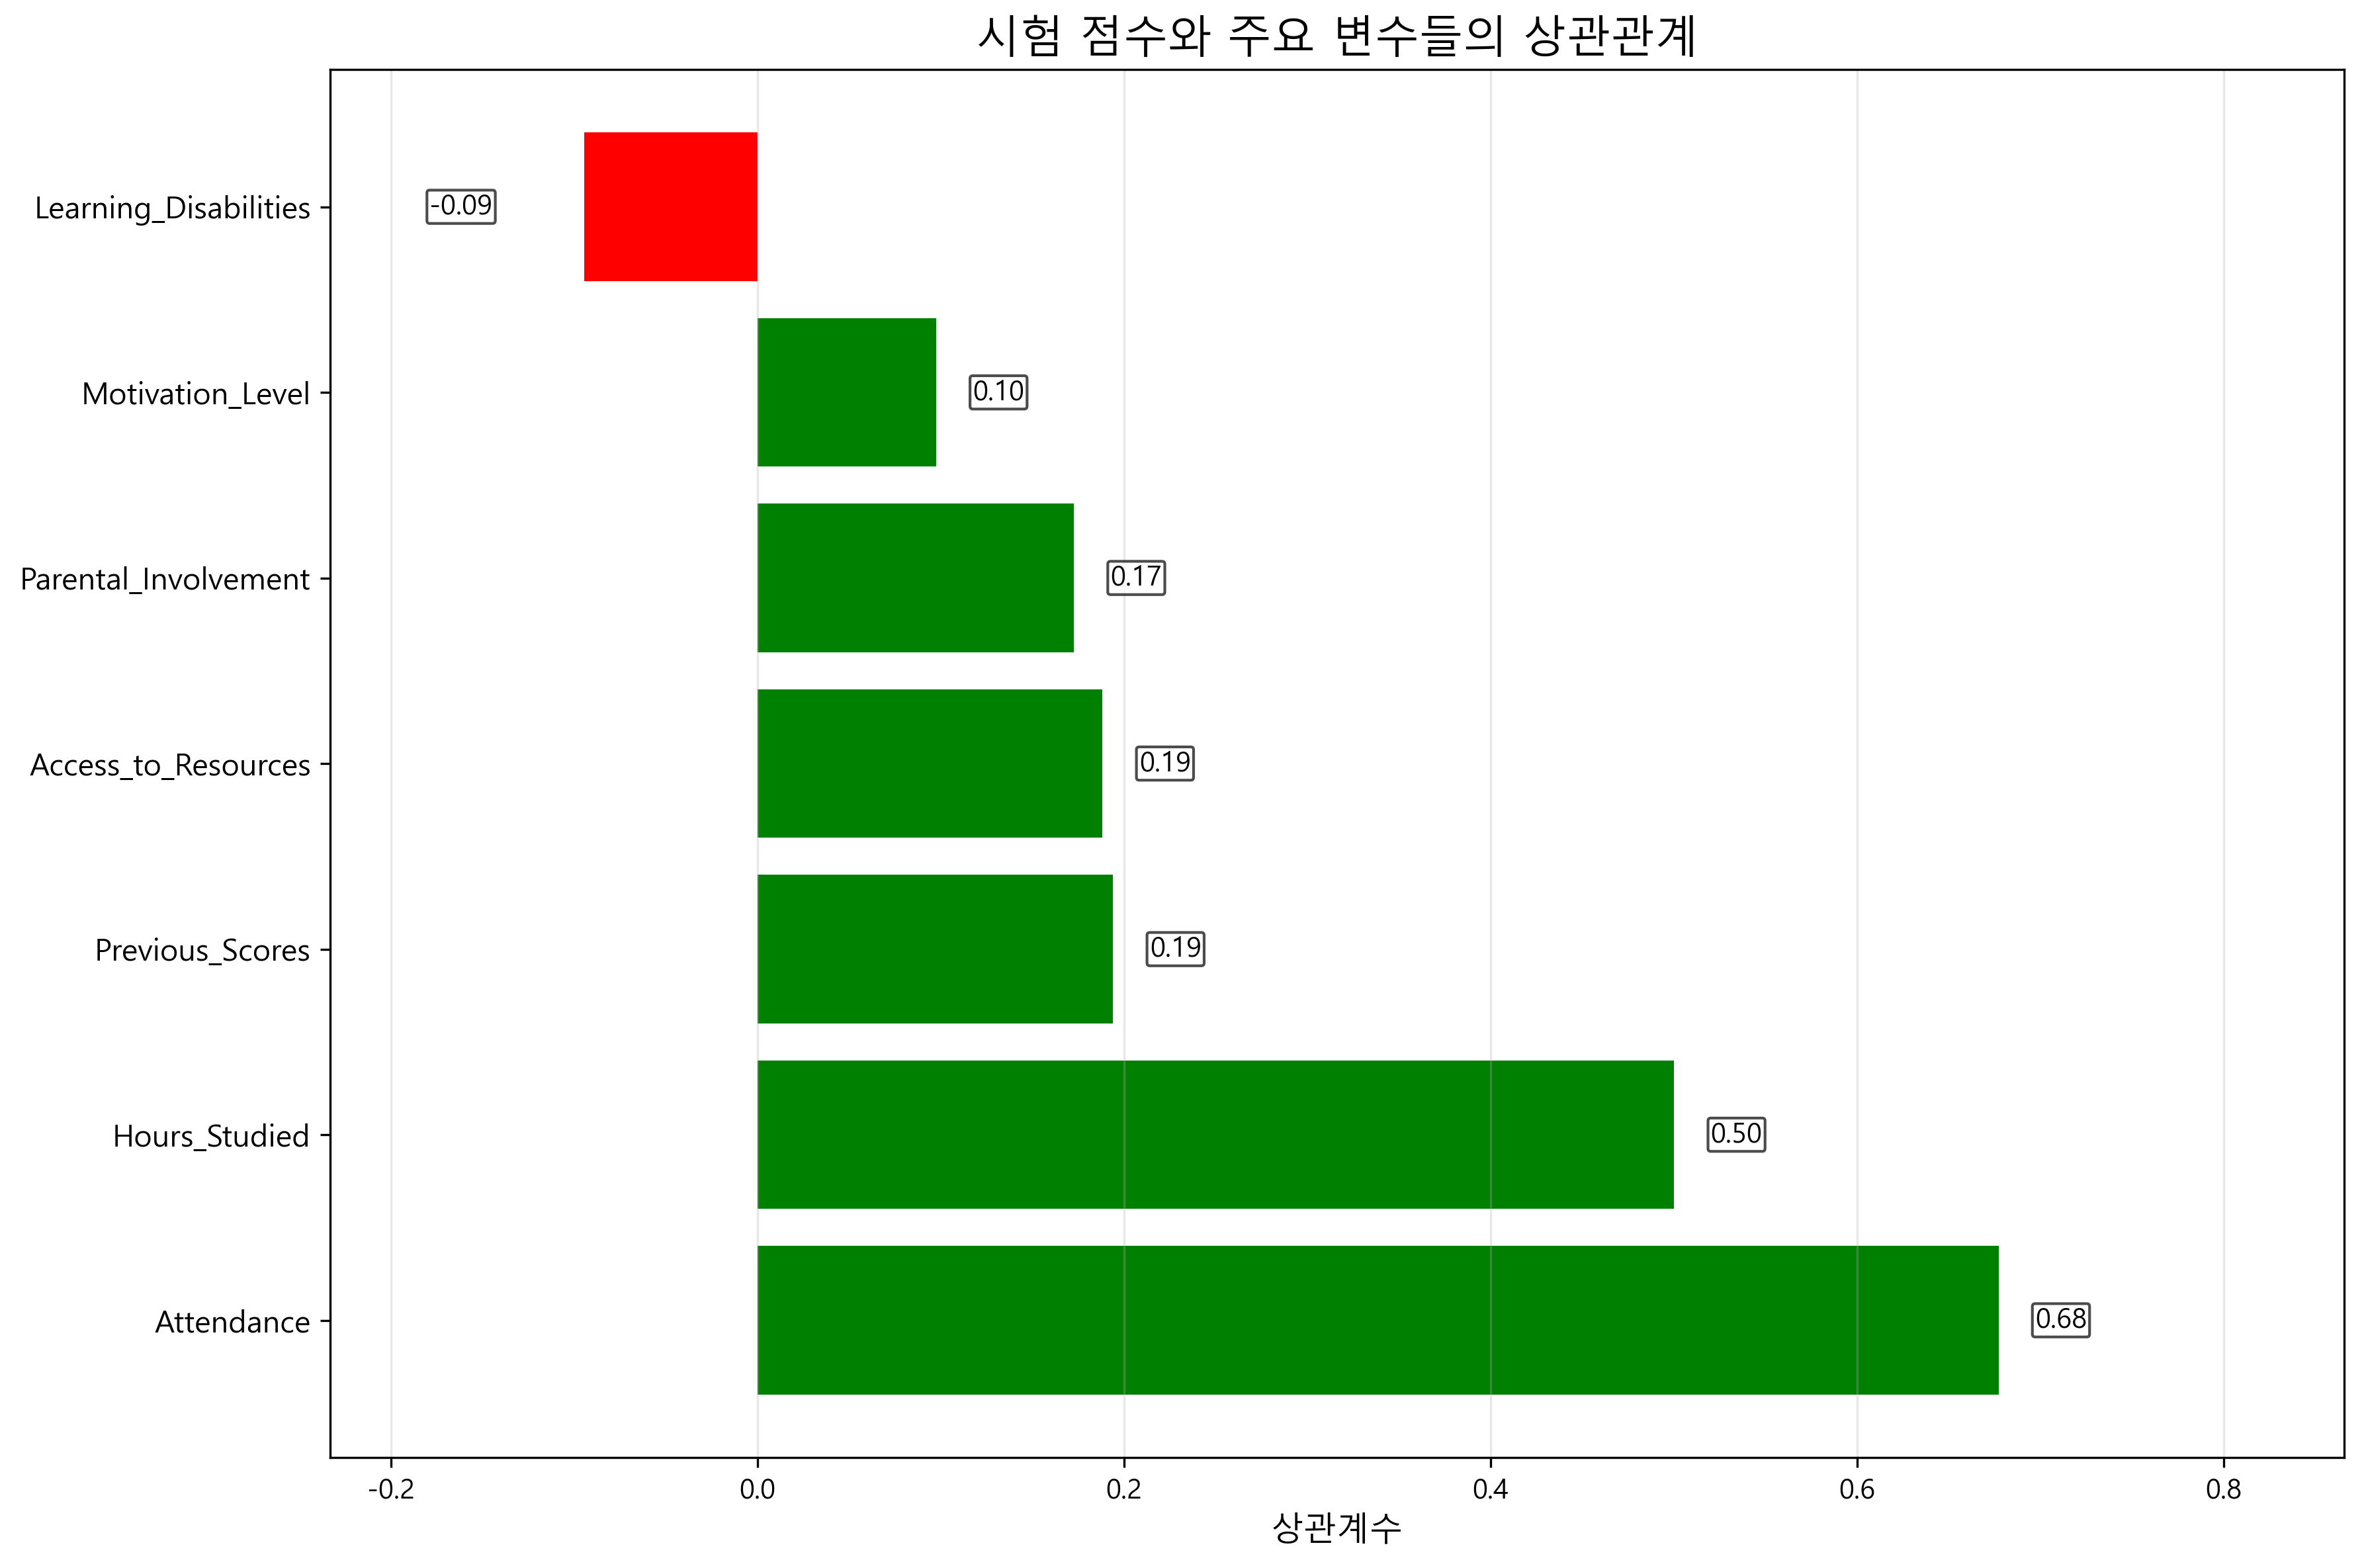 시험 점수와 주요 변수들의 상관관계
Learning_Disabilities
-0.09
Motivation_Level
0.10
Parental_Involvement
0.17
Access_to_Resources
0.19
Previous_Scores
0.19
Hours_Studied
0.50
Attendance
0.68
-0.2 0.0 0.2 0.4 0.6 0.8
상관계수